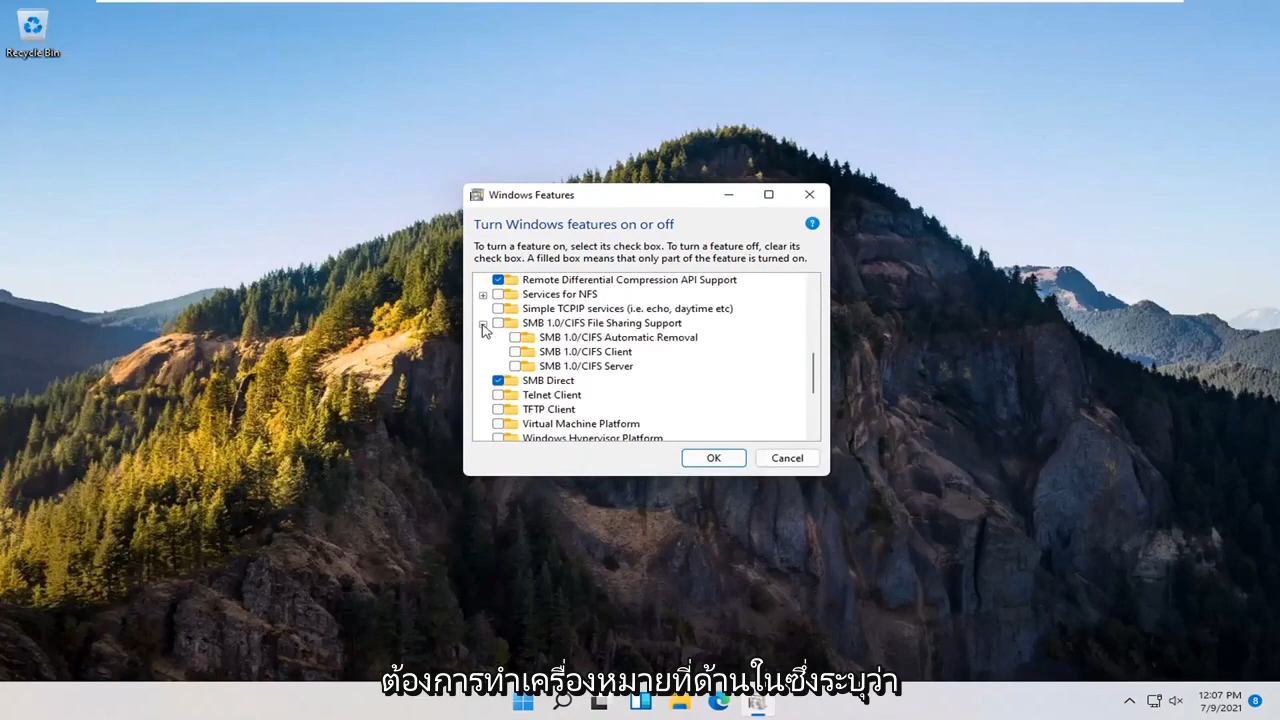 Recycle Bin
Windows Features
Turn Windows features on or off
To turn a feature on, select its check box. To turn a feature off, clear its
check box. A filled box means that only part of the feature is turned on.
Remote Differential Compression API Support
Services for NFS
Simple TCPIP services (i.e. echo, daytime etc)
SMB 1.0/CIFS File Sharing Support
SMB 1.0/CIFS Automatic Removal
SMB 1.0/CIFS Client
SMB 1.0/CIFS Server
SMB Direct
Telnet Client
TFTP Client
Virtual Machine Platform
Windows Hypervisor Platform
OK Cancel
ต้องการทำเครื่องหมายที่ด้านในซึ่งระบุว่า
12:07 PM
7/9/2021
8